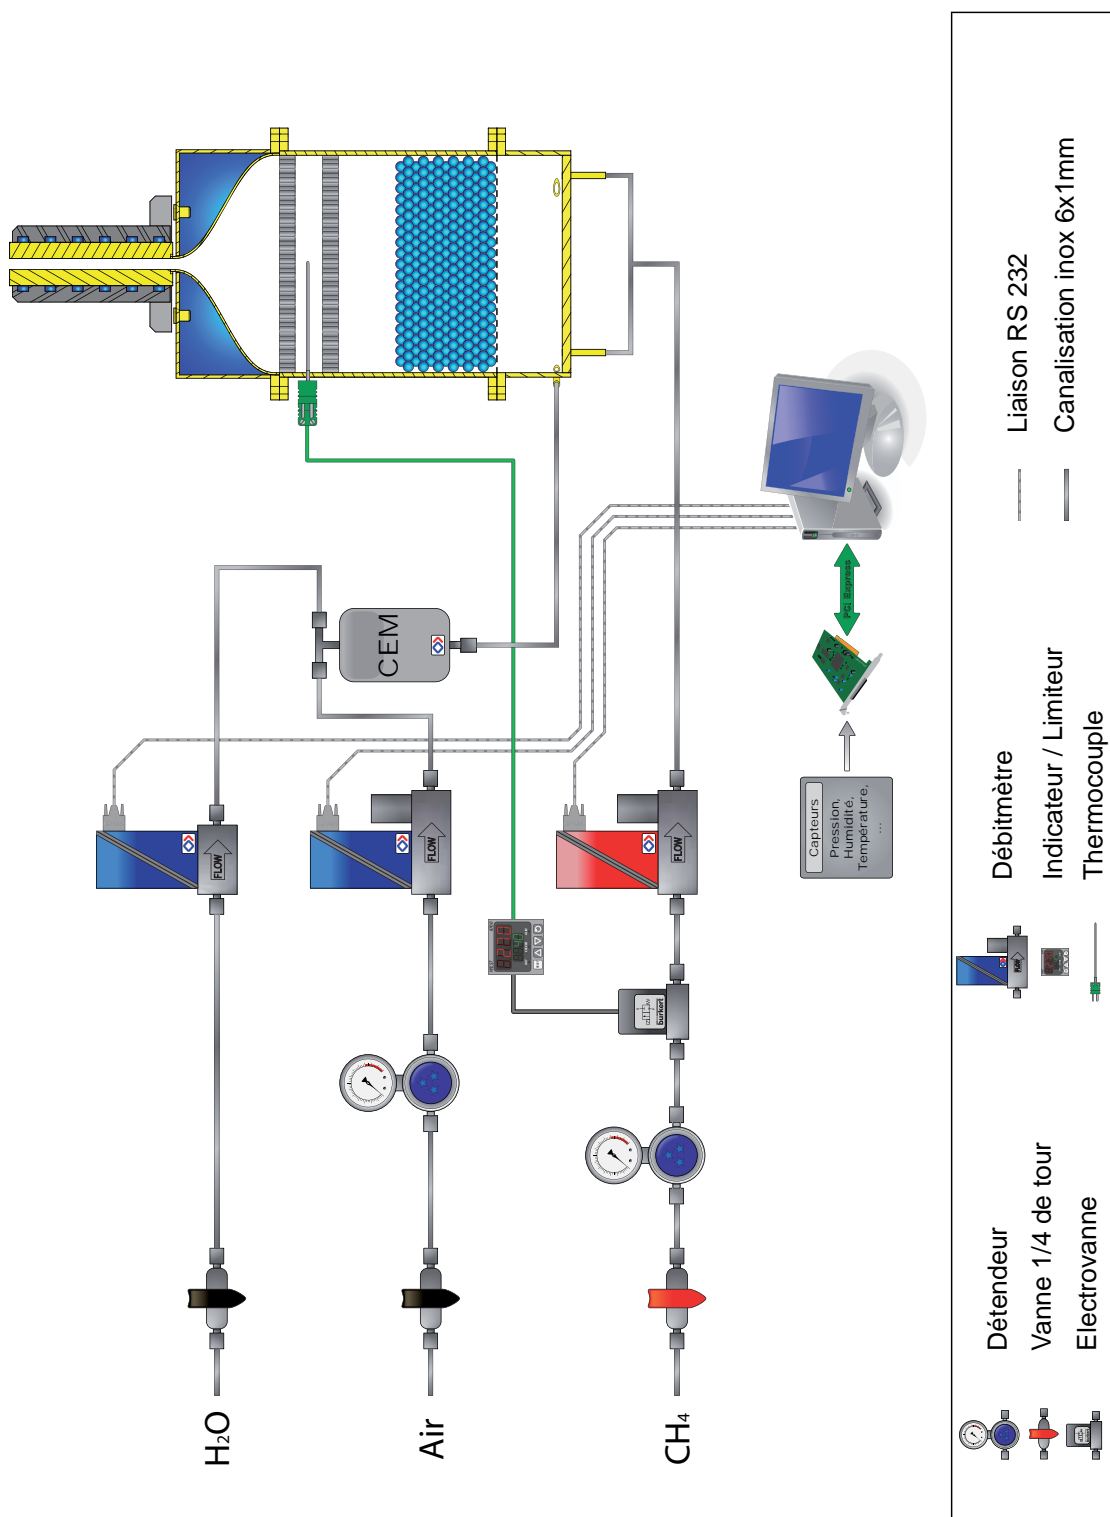 CEM
FLOW
FLOW
FLOW
burkert
PCI Express
Capteurs
Pression,
Humidité,
Température,
...
H₂O
Air
CH₄
Liaison RS 232
Canalisation inox 6x1mm
Débitmètre
Indicateur / Limiteur
Thermocouple
FLOW
Détendeur
Vanne 1/4 de tour
Electrovanne